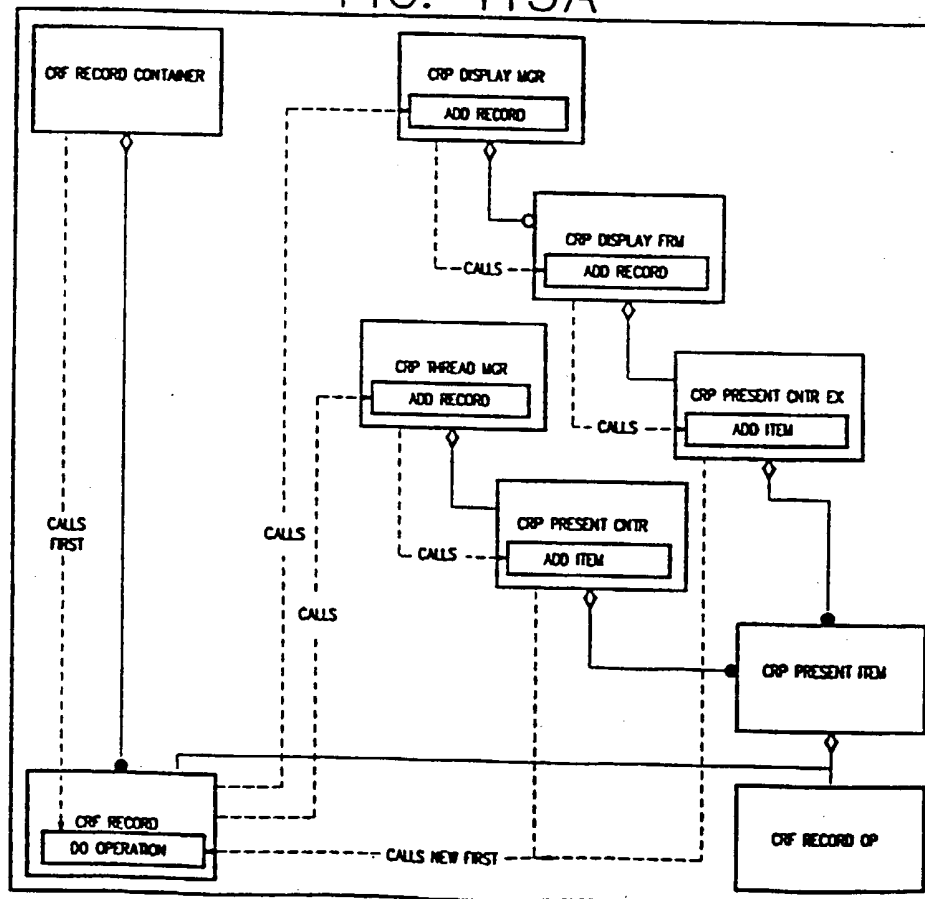 CRF RECORD CONTAINER
CRP DISPLAY MGR
ADD RECORD
CRP DISPLAY FRM
CALLS
ADD RECORD
CRP THREAD MGR
ADD RECORD
CRP PRESENT CNTR EX
CALLS
ADD ITEM
CALLS
FIRST
CALLS
CRP PRESENT CNTR
CALLS
ADD ITEM
CALLS
CRP PRESENT ITEM
CRF RECORD
DO OPERATION
CALLS NEW FIRST
CRF RECORD OP